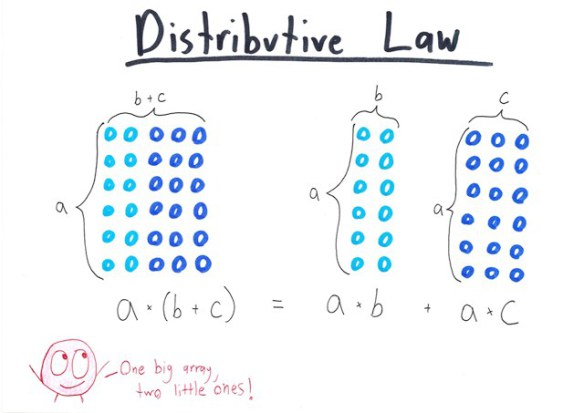 Distributive Law
b + c
b
c
a
a
a
a × (b + c) = a × b + a × c
One big array,
two little ones!